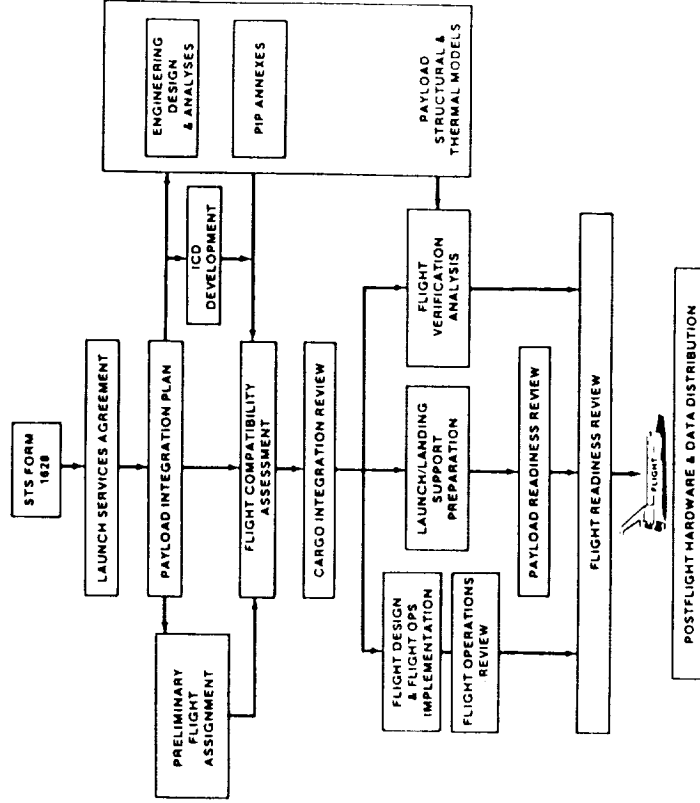 STS FORM
1628
LAUNCH SERVICES AGREEMENT
PAYLOAD INTEGRATION PLAN
ENGINEERING
DESIGN
& ANALYSES
PIP ANNEXES
PAYLOAD
STRUCTURAL &
THERMAL MODELS
ICD
DEVELOPMENT
PRELIMINARY
FLIGHT
ASSIGNMENT
FLIGHT COMPATIBILITY
ASSESSMENT
CARGO INTEGRATION REVIEW
FLIGHT DESIGN
& FLIGHT OPS
IMPLEMENTATION
FLIGHT OPERATIONS
REVIEW
LAUNCH/LANDING
SUPPORT
PREPARATION
PAYLOAD READINESS REVIEW
FLIGHT
VERIFICATION
ANALYSIS
FLIGHT READINESS REVIEW
FLIGHT
POSTFLIGHT HARDWARE & DATA DISTRIBUTION